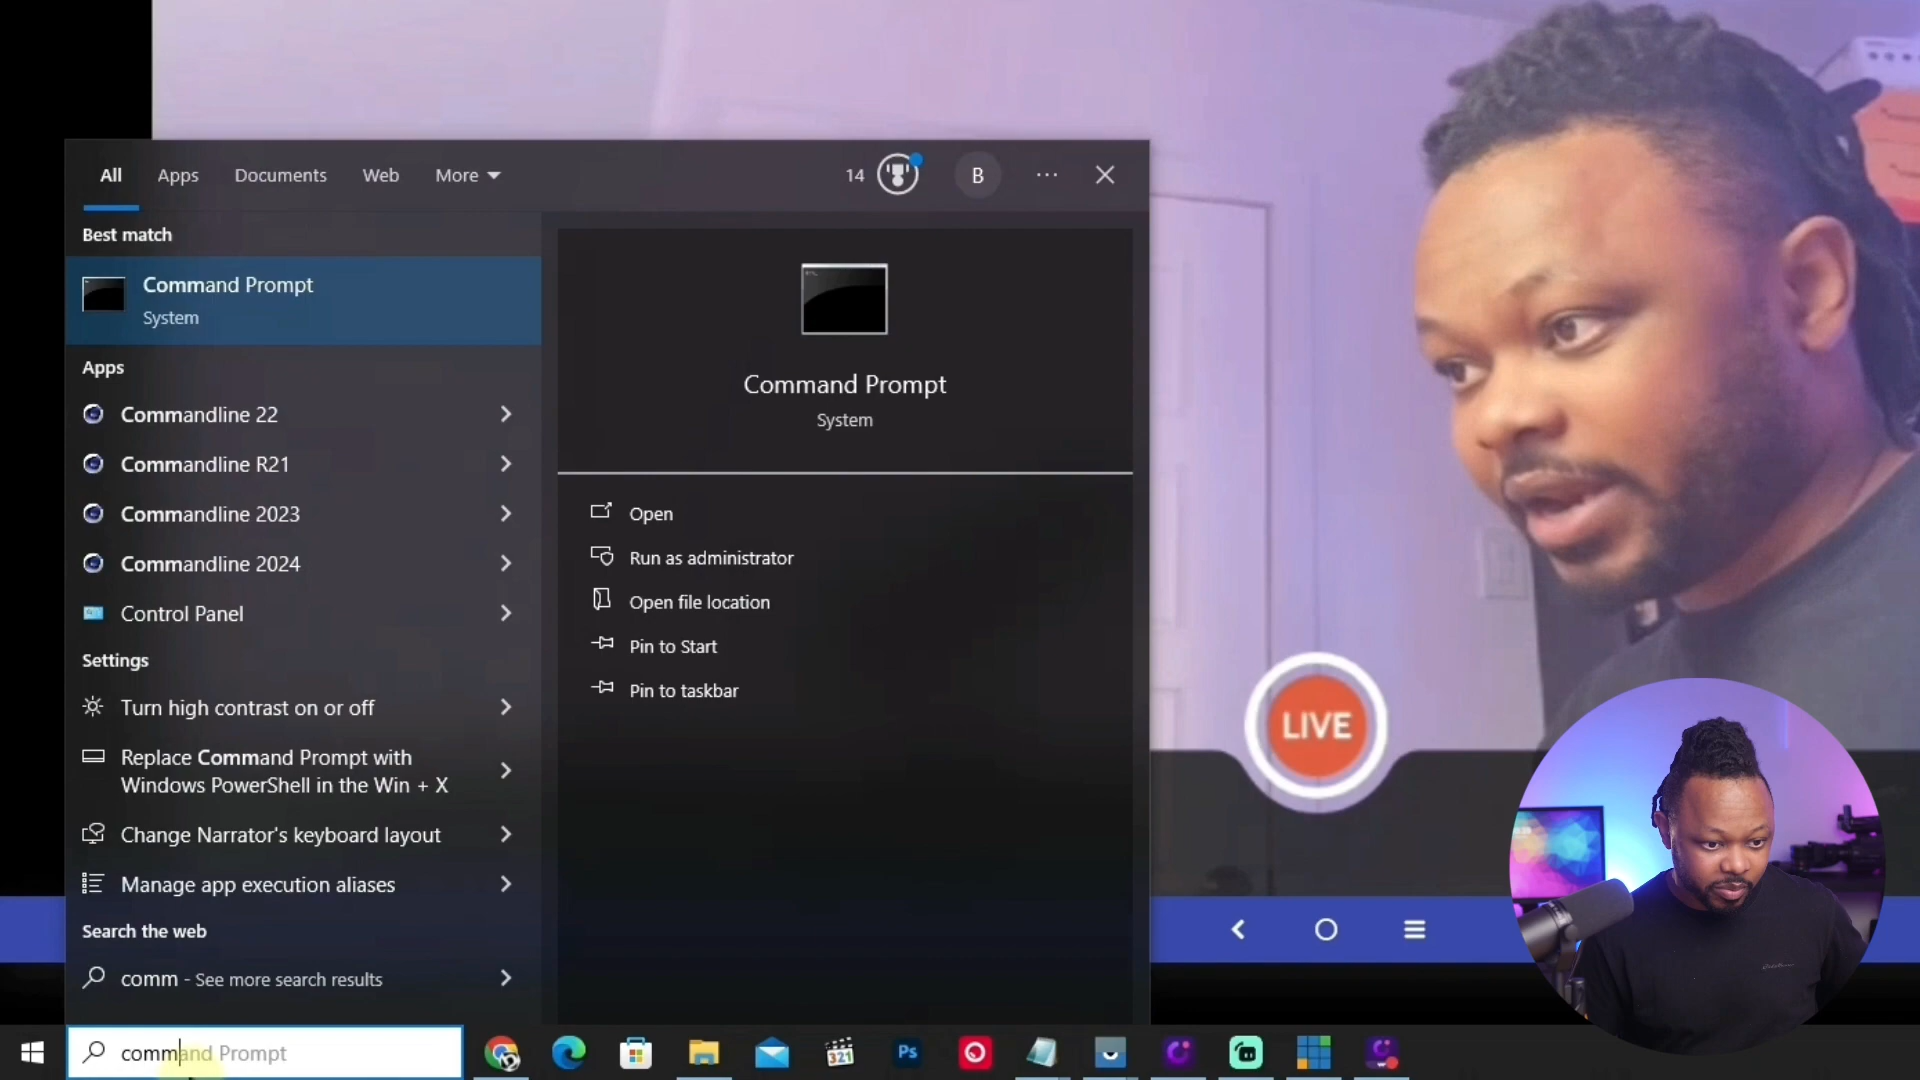 All Apps Documents Web More 14 B
Best match
Command Prompt
System
Apps
Commandline 22
Commandline R21
Commandline 2023
Commandline 2024
Control Panel
Settings
Turn high contrast on or off
Replace Command Prompt with
Windows PowerShell in the Win + X
Change Narrator's keyboard layout
Manage app execution aliases
Search the web
comm - See more search results
command Prompt
Command Prompt
System
Open
Run as administrator
Open file location
Pin to Start
Pin to taskbar
LIVE
321
Ps